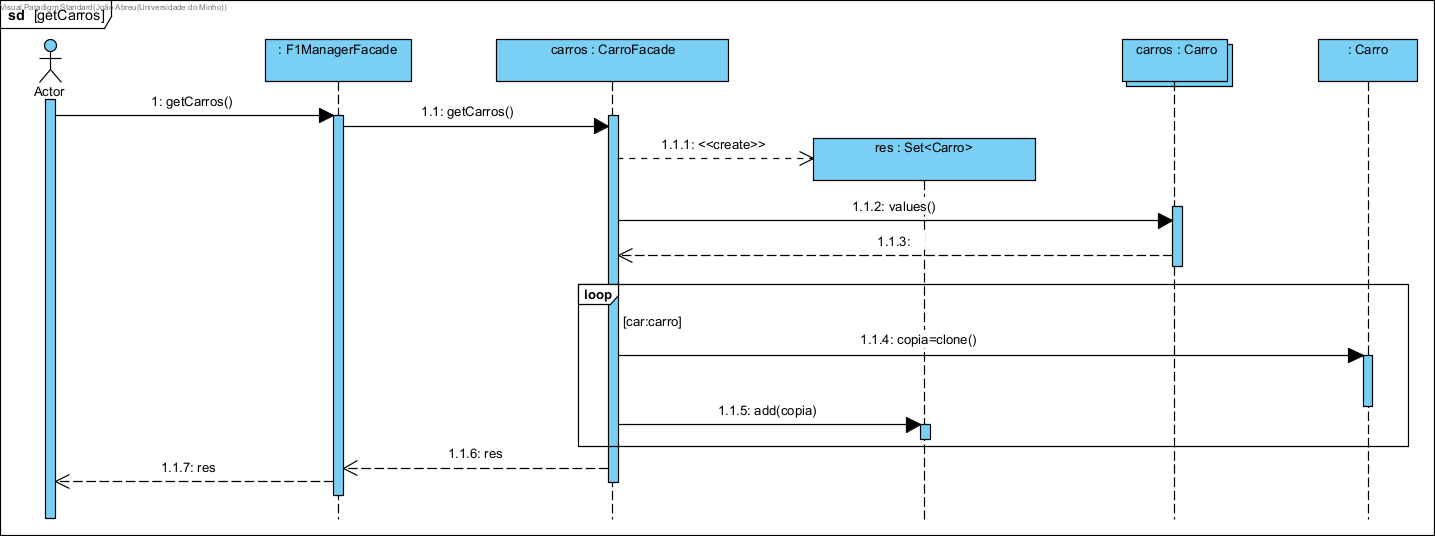 Visual Paradigm Standard(João Abreu(Universidade do Minho))
sd [getCarros]
: F1ManagerFacade
carros : CarroFacade
carros : Carro
: Carro
Actor
1: getCarros()
1.1: getCarros()
1.1.1: <<create>>
res : Set<Carro>
1.1.2: values()
1.1.3:
loop
[car:carro]
1.1.4: copia=clone()
1.1.5: add(copia)
1.1.6: res
1.1.7: res